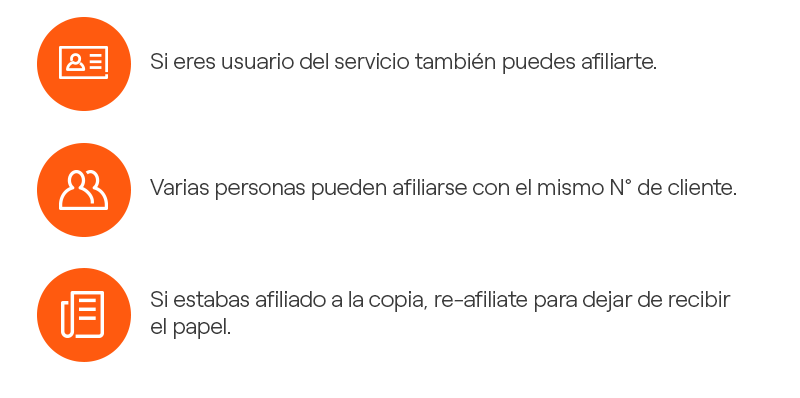 Si eres usuario del servicio también puedes afiliarte.
Varias personas pueden afiliarse con el mismo N° de cliente.
Si estabas afiliado a la copia, re-afiliate para dejar de recibir
el papel.